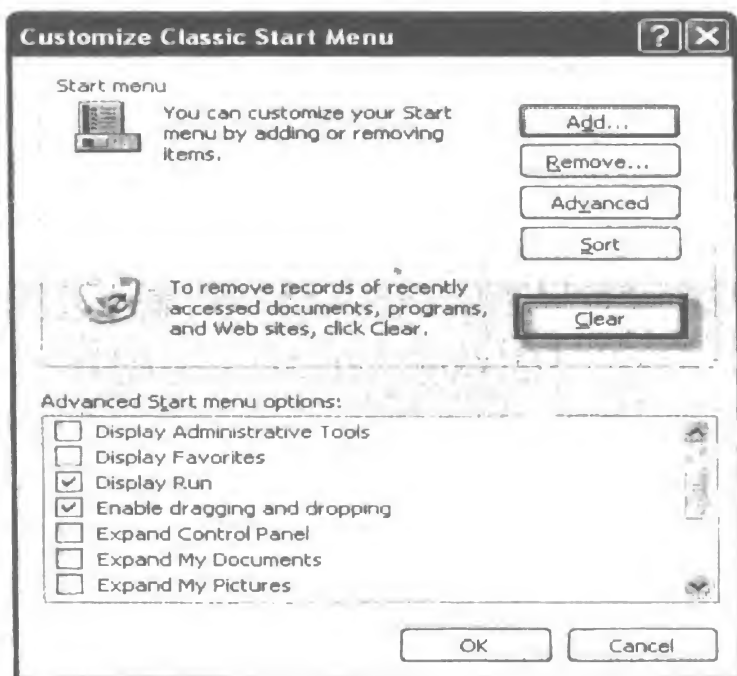 Customize Classic Start Menu
Start menu
You can customize your Start
menu by adding or removing
items.
Add...
Remove...
Advanced
Sort
To remove records of recently
accessed documents, programs,
and Web sites, click Clear.
Clear
Advanced Start menu options:
Display Administrative Tools
Display Favorites
Display Run
Enable dragging and dropping
Expand Control Panel
Expand My Documents
Expand My Pictures
OK
Cancel